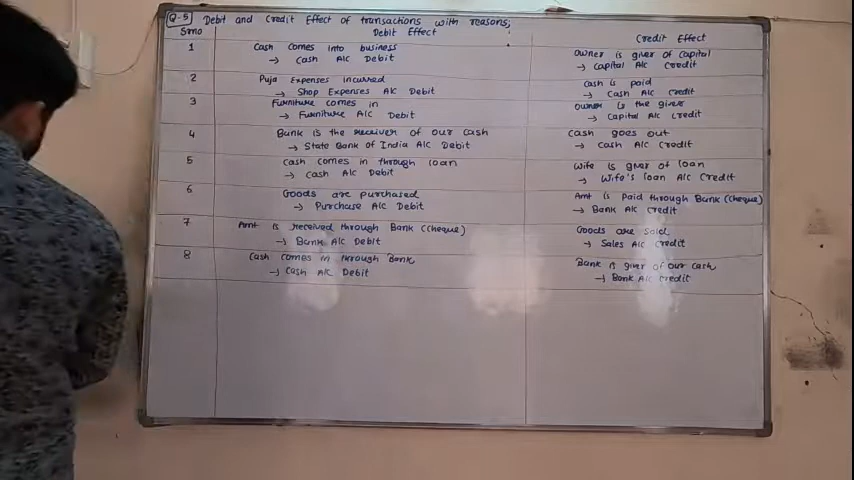 Q-5 Debit and Credit Effect of transactions with reasons;
Srno Debit Effect Credit Effect
1 Cash comes into business Owner is giver of Capital
→ Cash A/c Debit → Capital A/c Credit
2 Puja Expenses incurred Cash is paid
→ Shop Expenses A/c Debit → Cash A/c Credit
3 Furniture comes in Owner is the giver
→ Furniture A/c Debit → Capital A/c Credit
4 Bank is the receiver of our cash Cash goes out
→ State Bank of India A/c Debit → Cash A/c Credit
5 Cash comes in through loan Wife is giver of loan
→ Cash A/c Debit → Wife's loan A/c Credit
6 Goods are purchased Amt is Paid through Bank (Cheque)
→ Purchase A/c Debit → Bank A/c Credit
7 Amt is received through Bank (Cheque) Goods are sold
→ Bank A/c Debit → Sales A/c Credit
8 Cash comes in through Bank Bank is giver of our cash
→ Cash A/c Debit → Bank A/c Credit